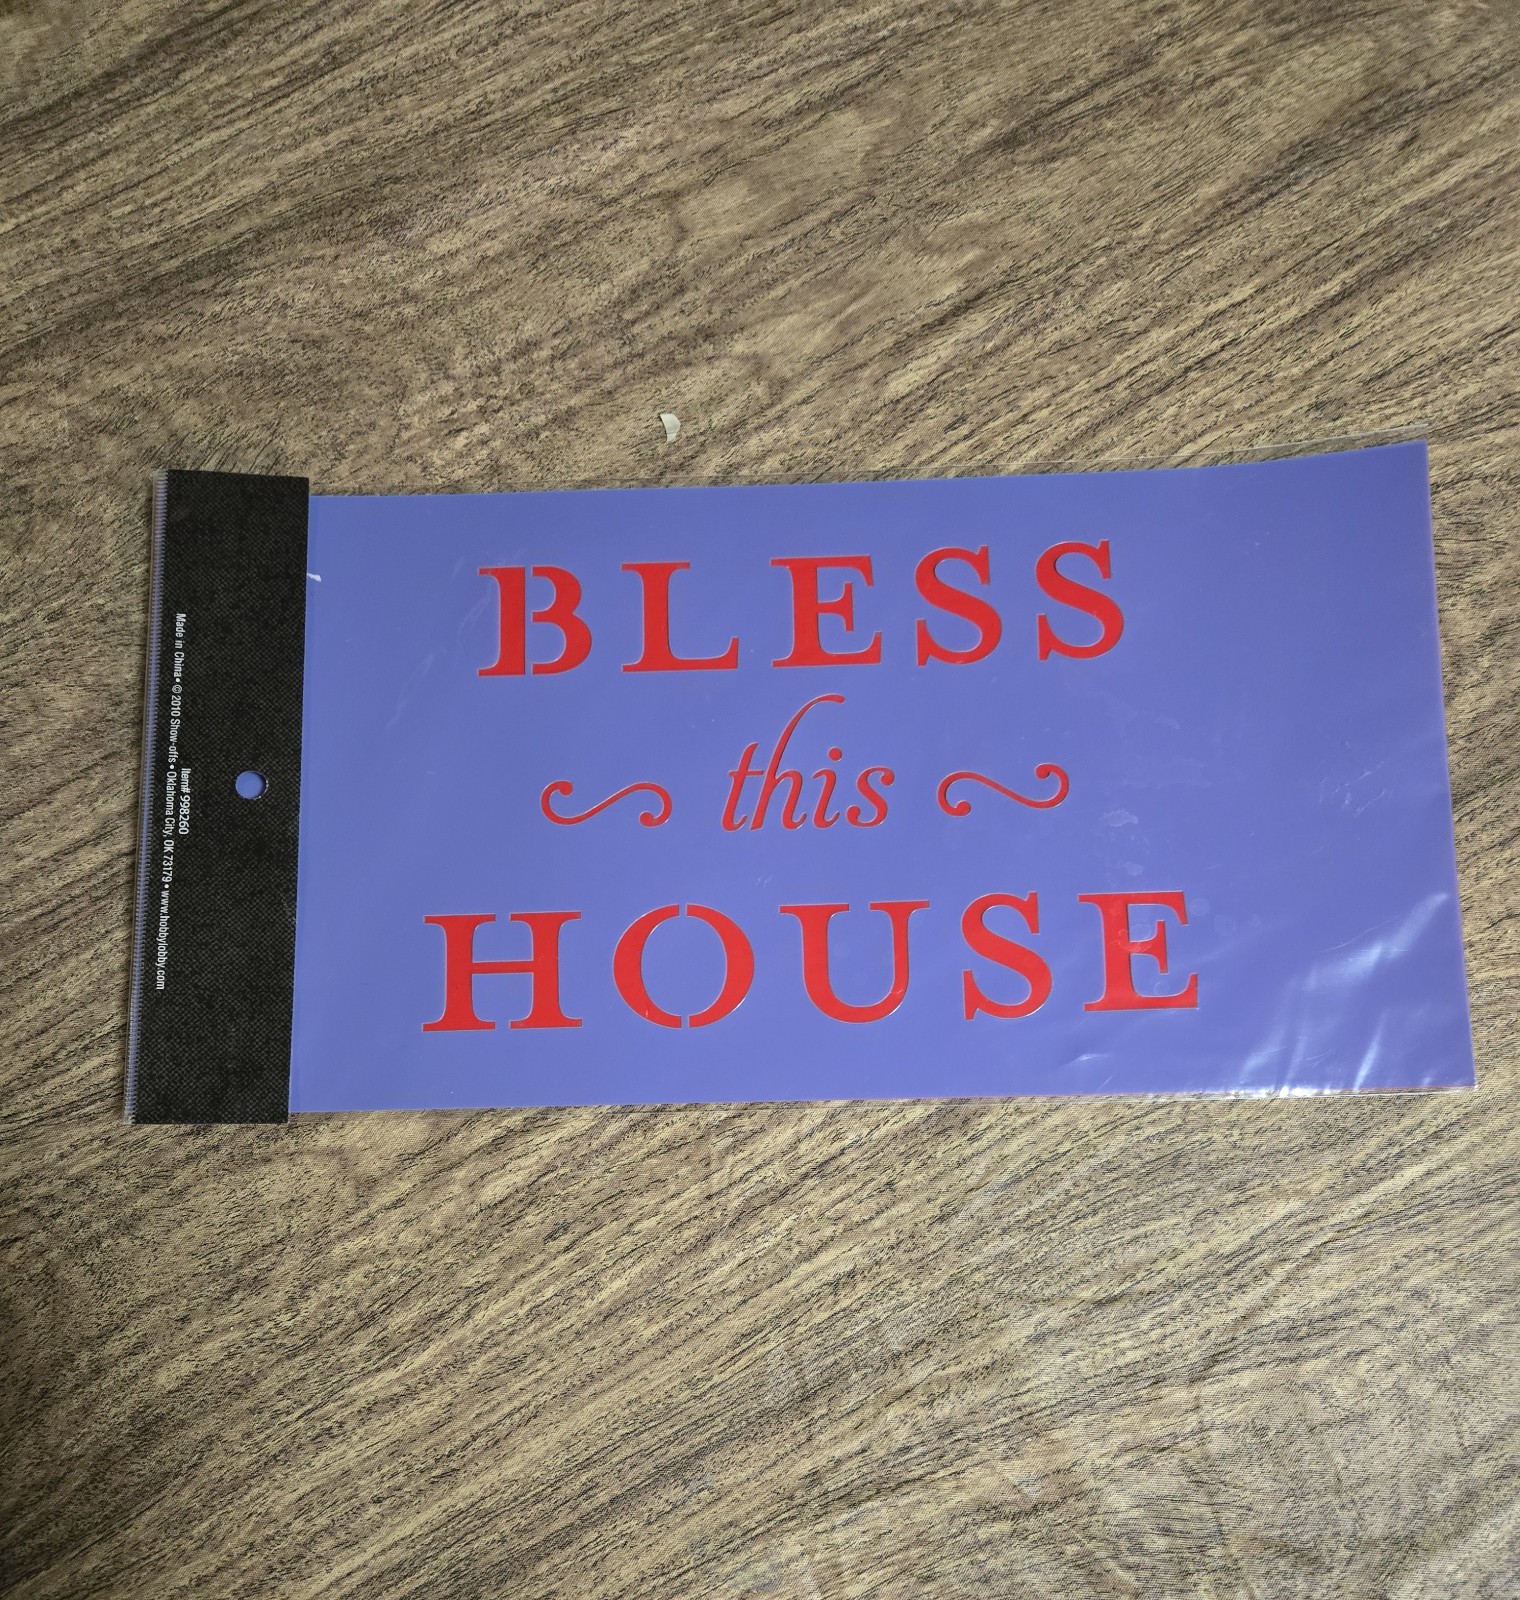 BLESS
this
HOUSE
Item# 998260
Made in China • © 2010 Show-offs • Oklahoma City, OK 73179 • www.hobbylobby.com